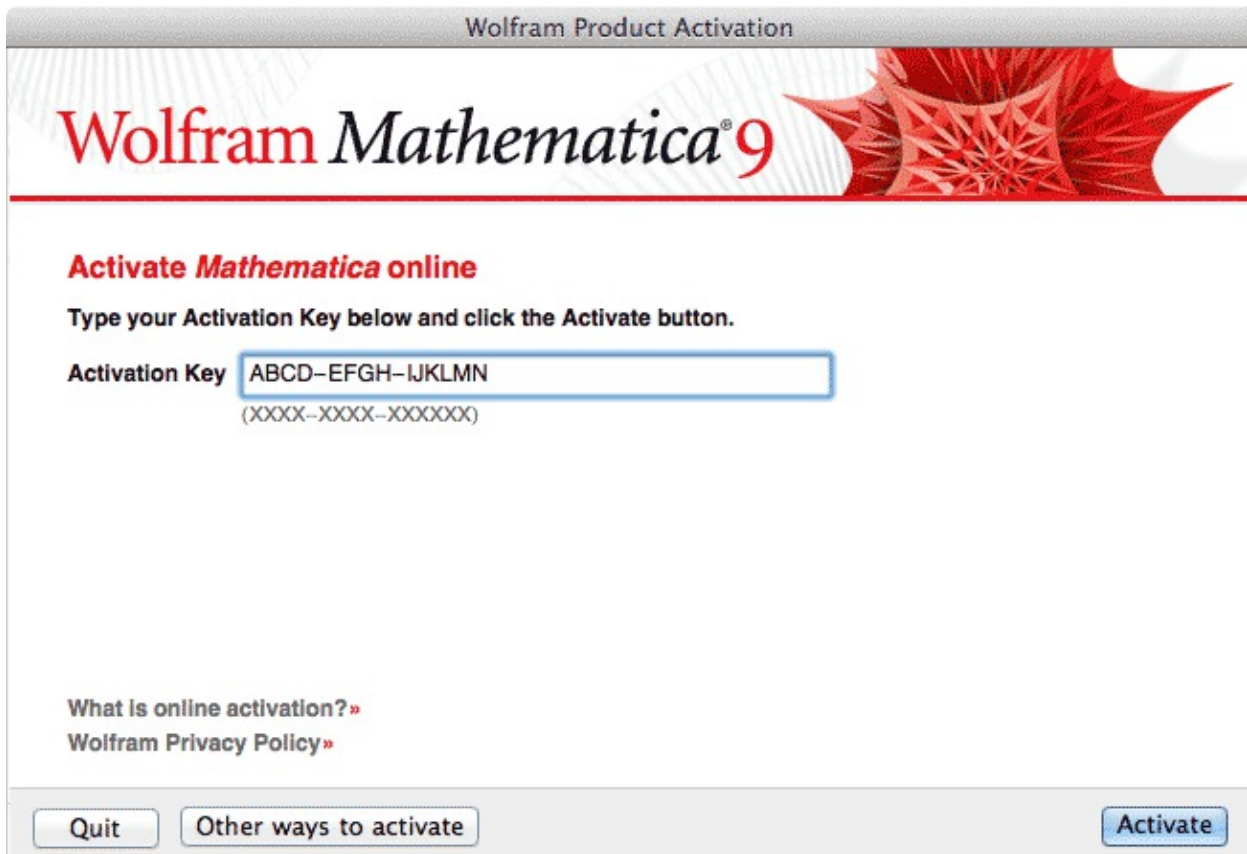 Wolfram Product Activation
Wolfram Mathematica®9
Activate Mathematica online
Type your Activation Key below and click the Activate button.
Activation Key ABCD–EFGH–IJKLMN
(XXXX–XXXX–XXXXXX)
What is online activation?»
Wolfram Privacy Policy»
Quit Other ways to activate Activate